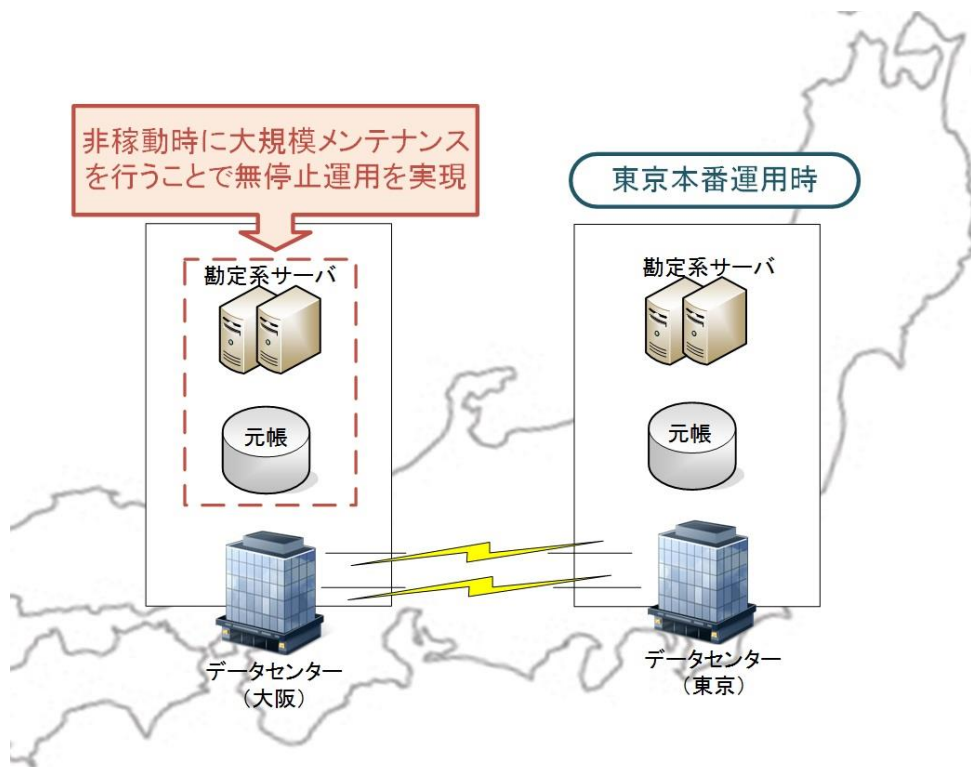 非稼動時に大規模メンテナンス
を行うことで無停止運用を実現
東京本番運用時
勘定系サーバ
元帳
データセンター
（大阪）
勘定系サーバ
元帳
データセンター
（東京）